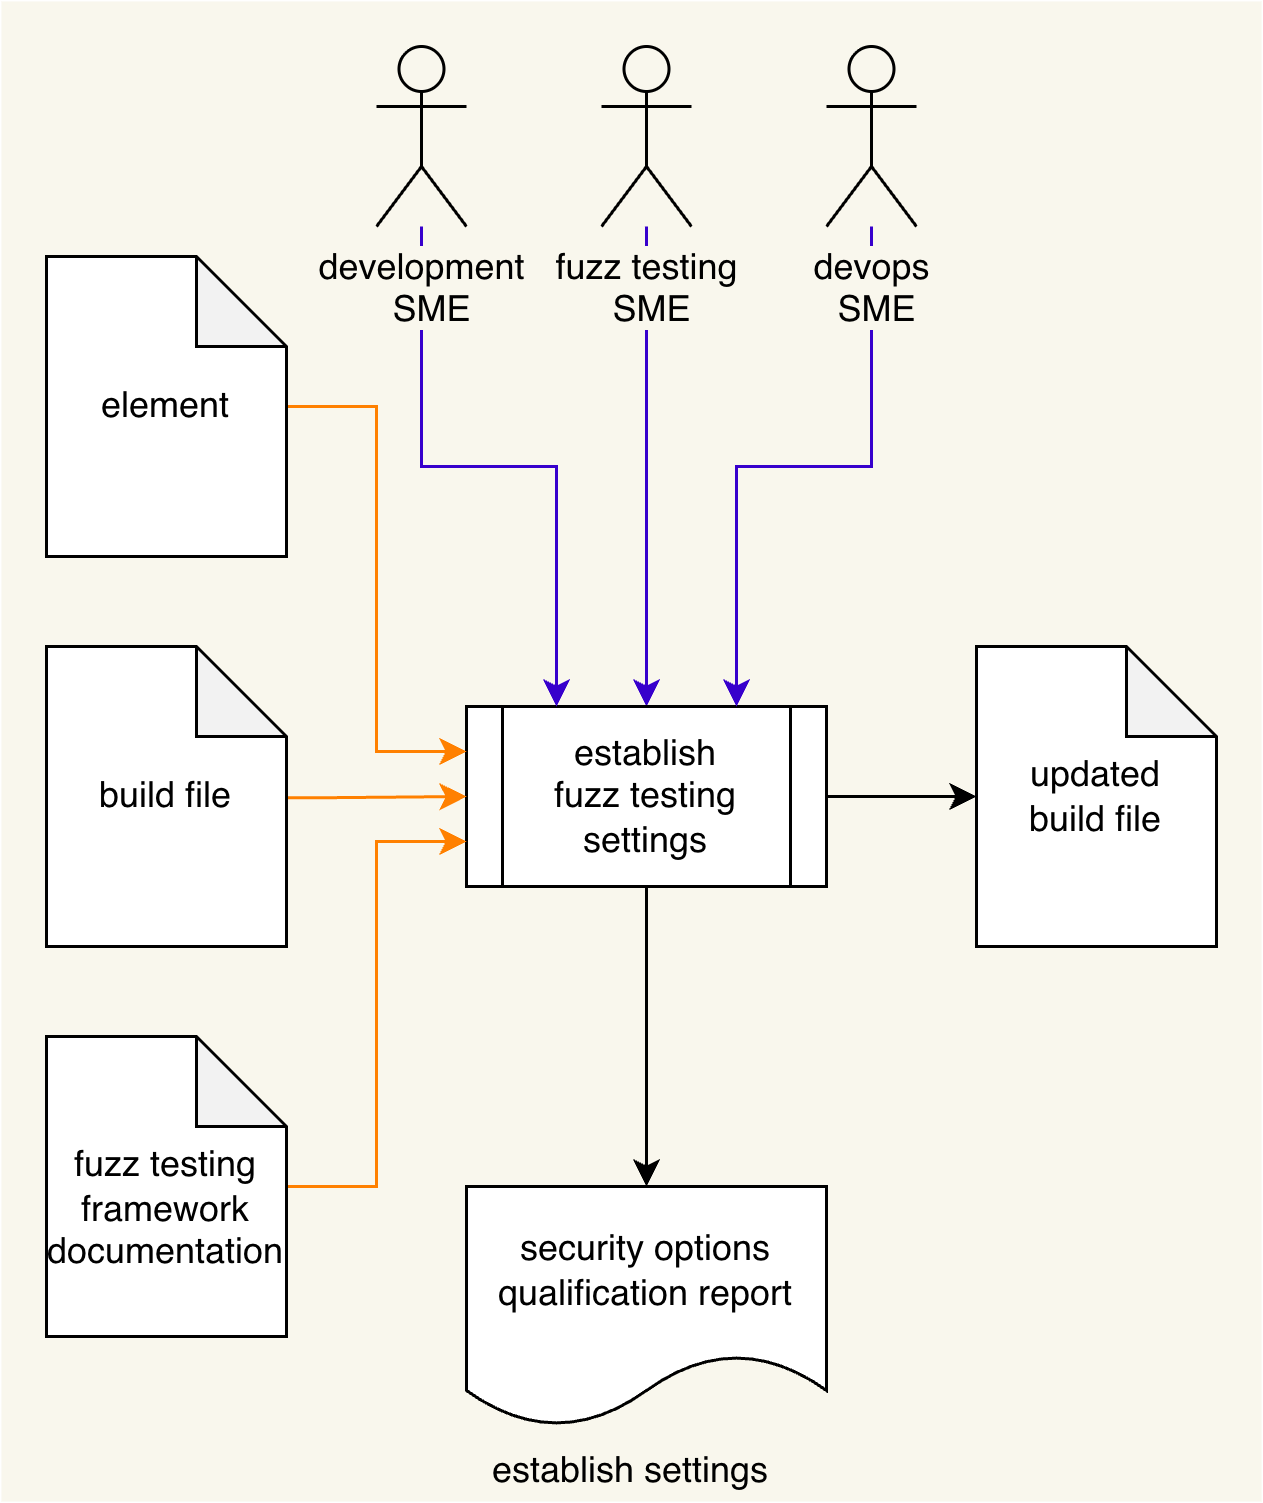 development
SME
fuzz testing
SME
devops
SME
element
build file
establish
fuzz testing
settings
updated
build file
fuzz testing
framework
documentation
security options
qualification report
establish settings